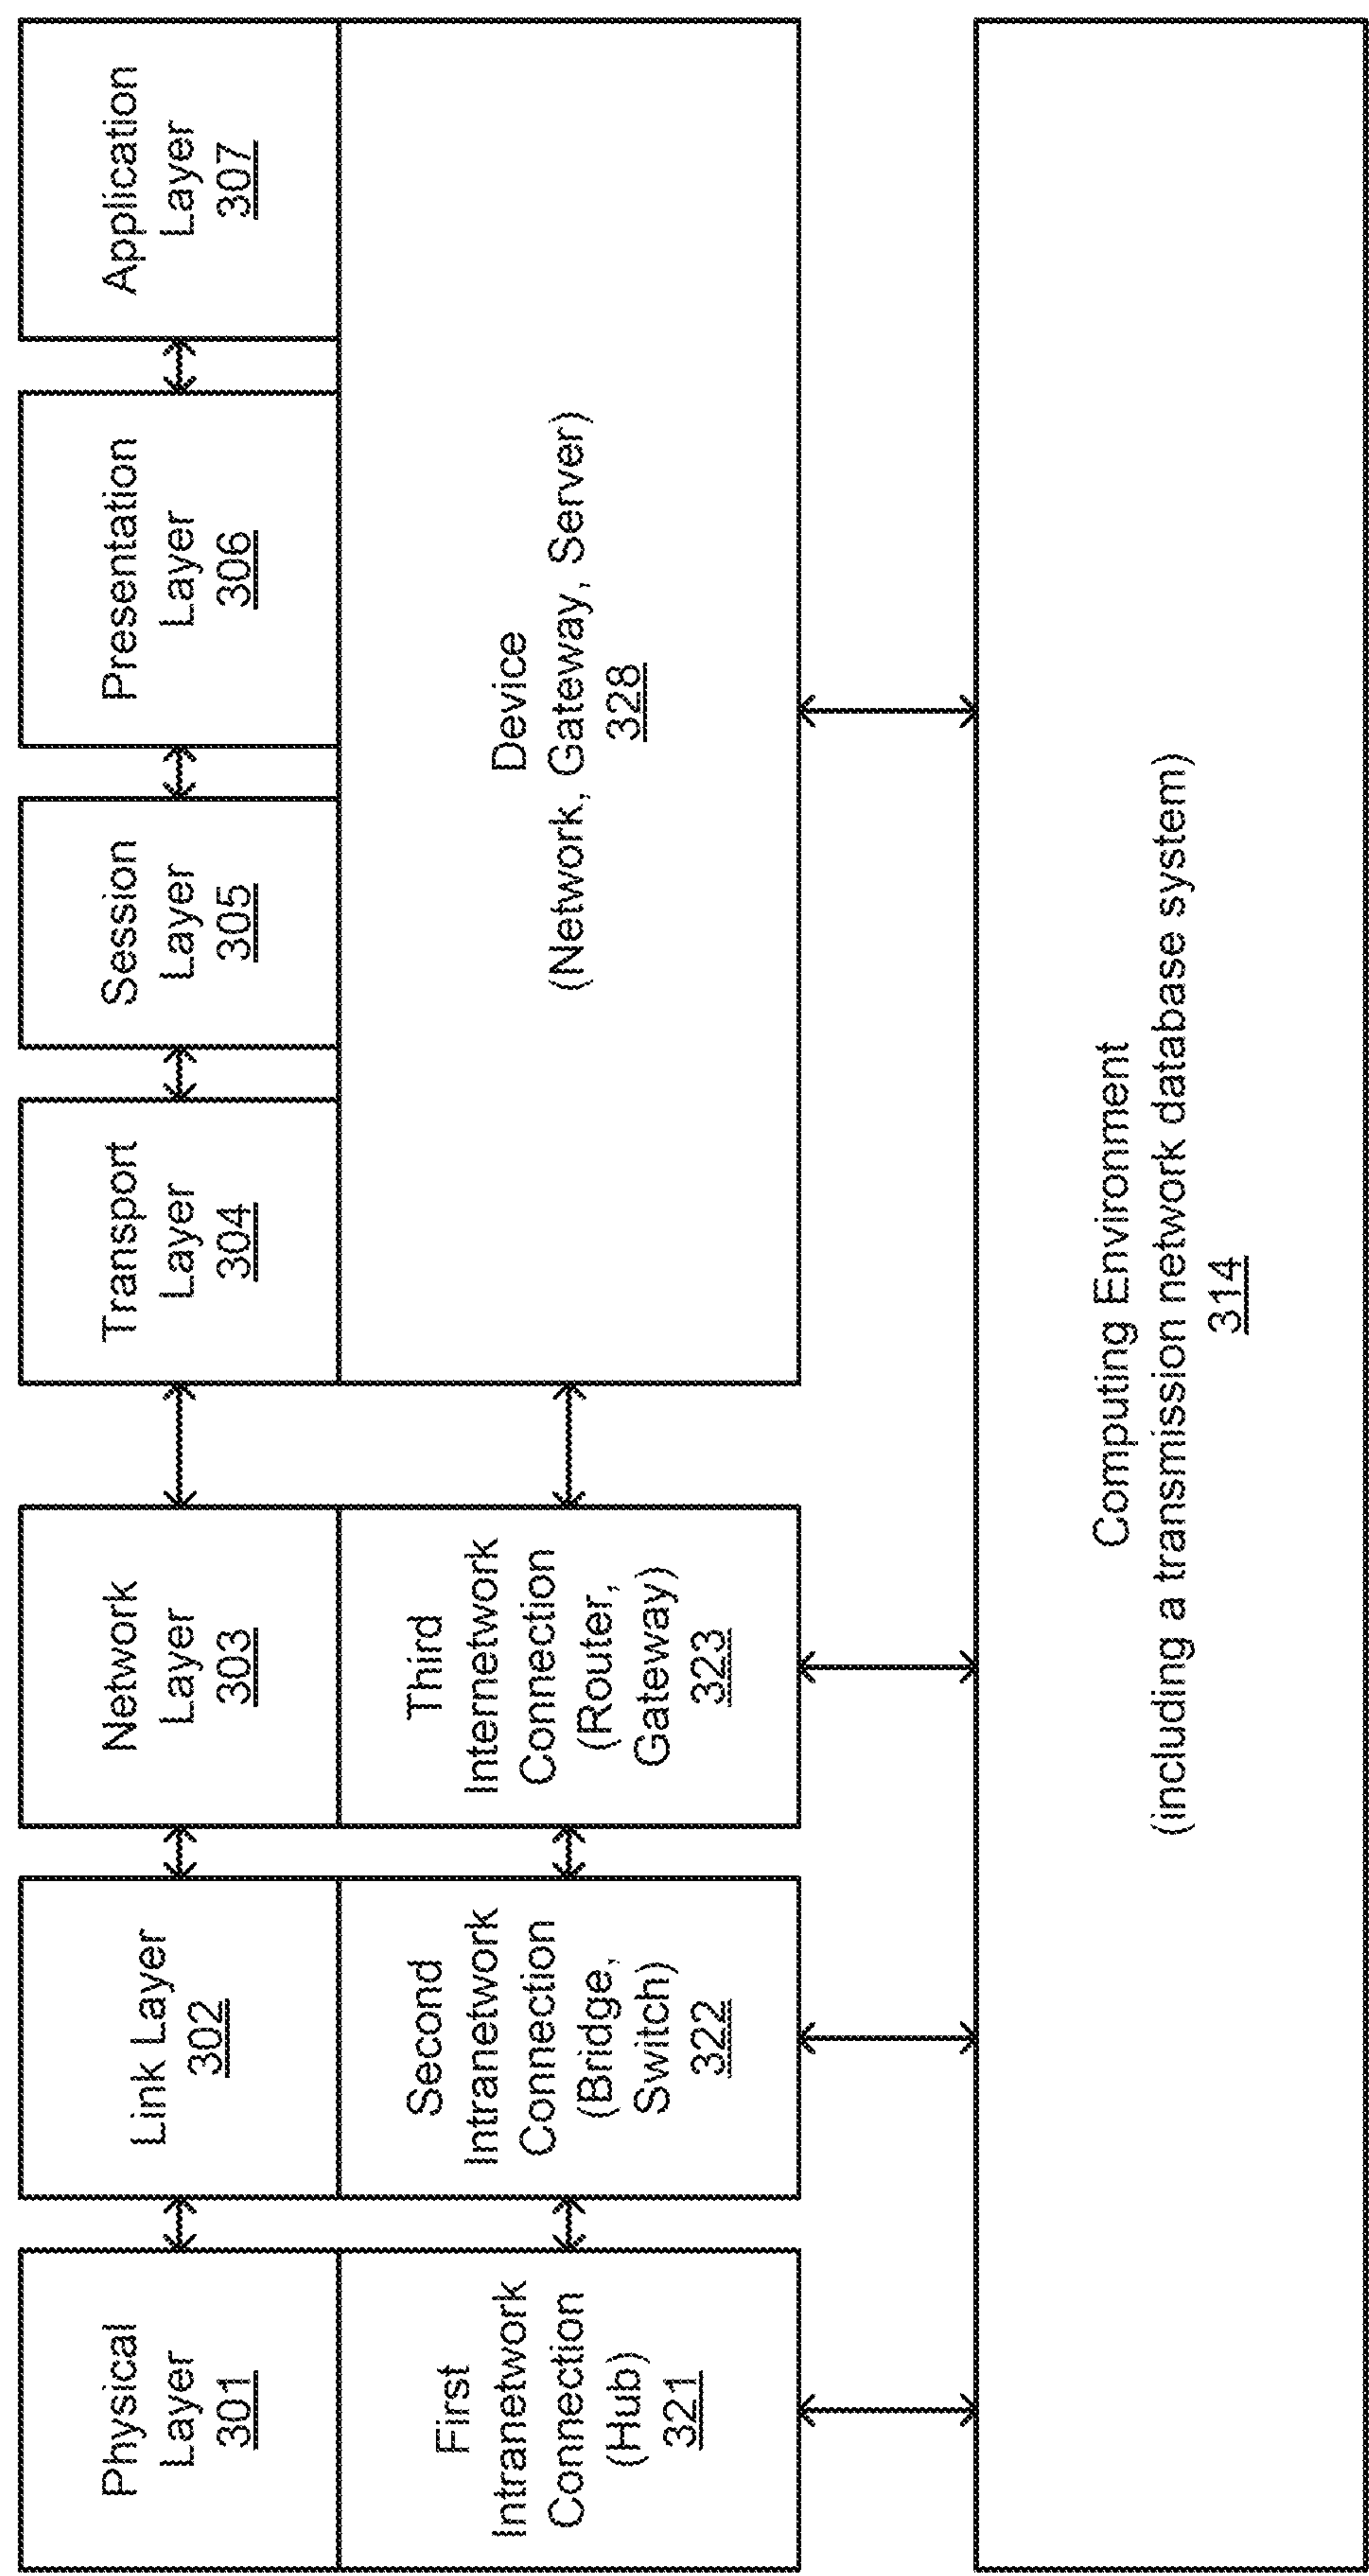 Physical
Layer
301
Link Layer
302
Network
Layer
303
Transport
Layer
304
Session
Layer
305
Presentation
Layer
306
Application
Layer
307
First
Intranetwork
Connection
(Hub)
321
Second
Intranetwork
Connection
(Bridge,
Switch)
322
Third
Internetwork
Connection
(Router,
Gateway)
323
Device
(Network, Gateway, Server)
328
Computing Environment
(including a transmission network database system)
314